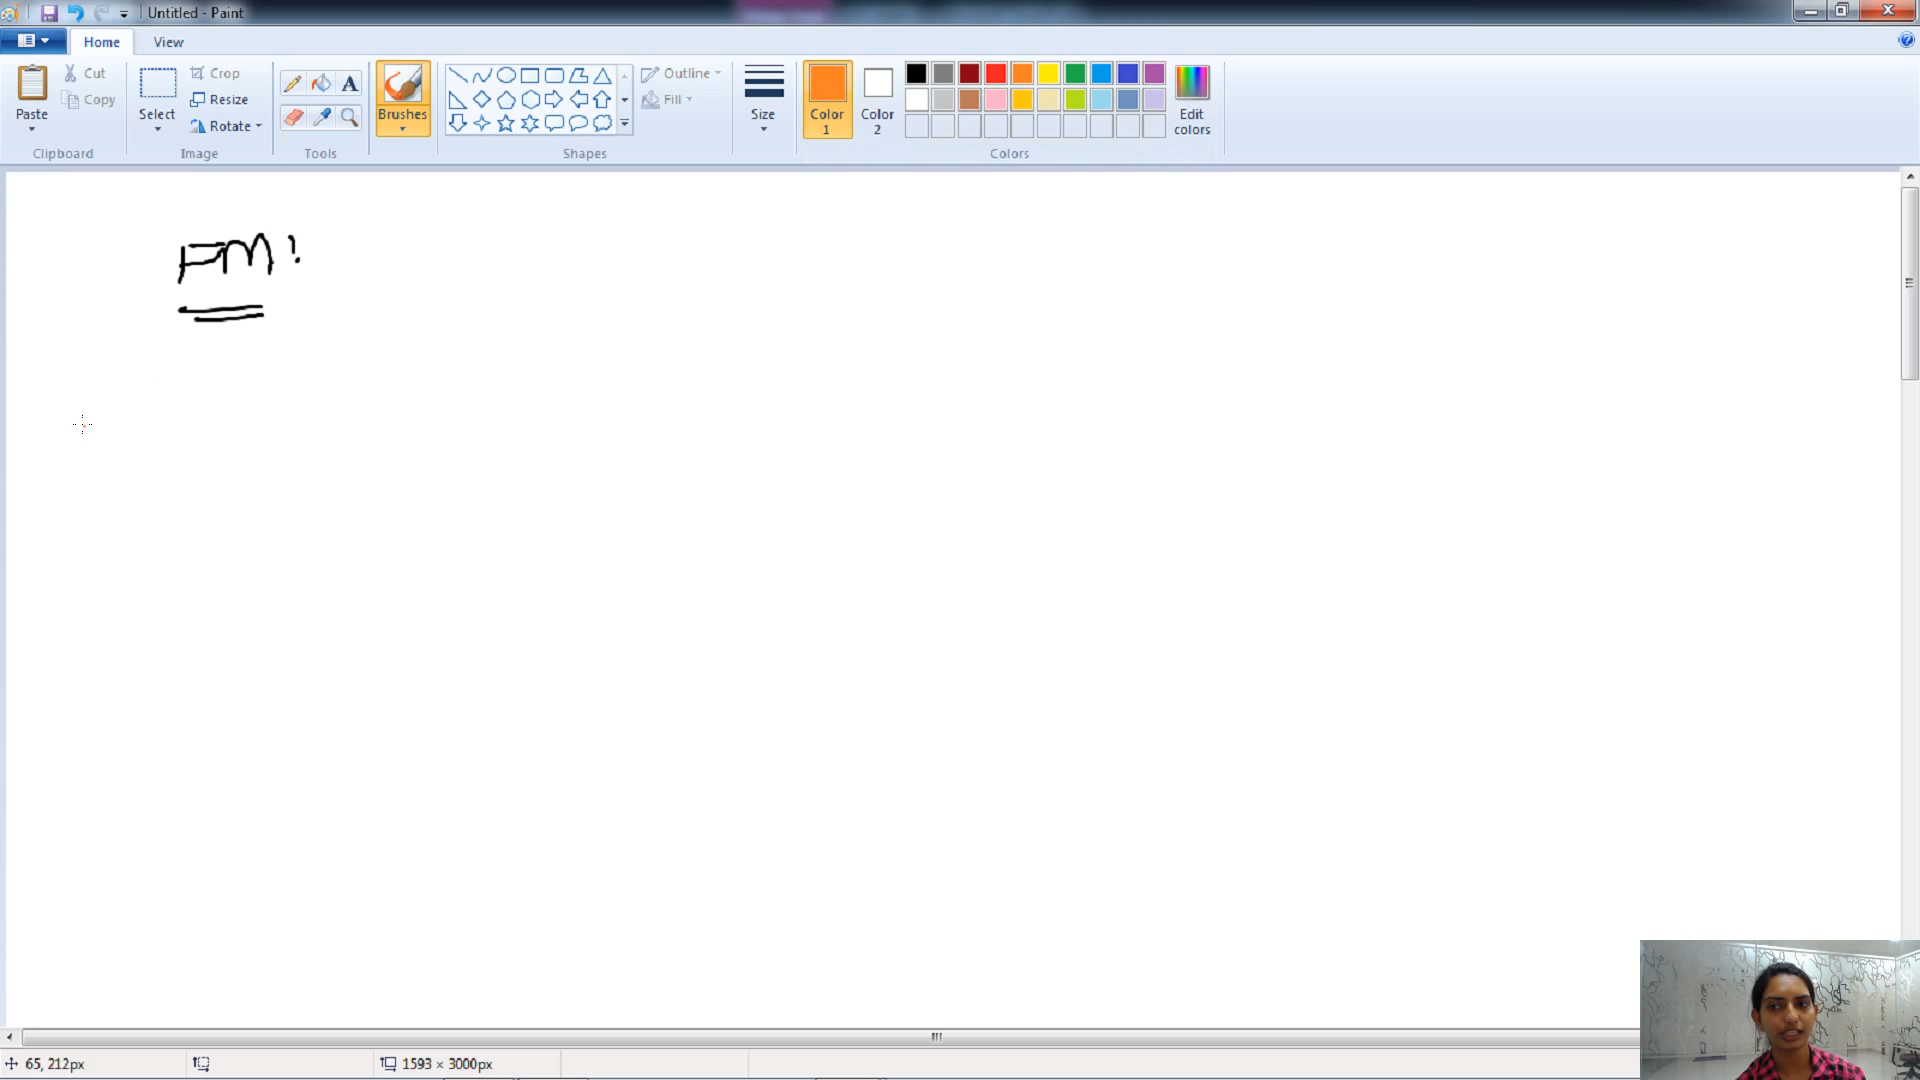 Untitled - Paint
Home View
Cut
Copy
Paste
Clipboard
Select
Crop
Resize
Rotate
Image
Tools
Brushes
Shapes
Outline
Fill
Size
Color 1
Color 2
Edit colors
Colors
FM:
65, 212px
1593 × 3000px